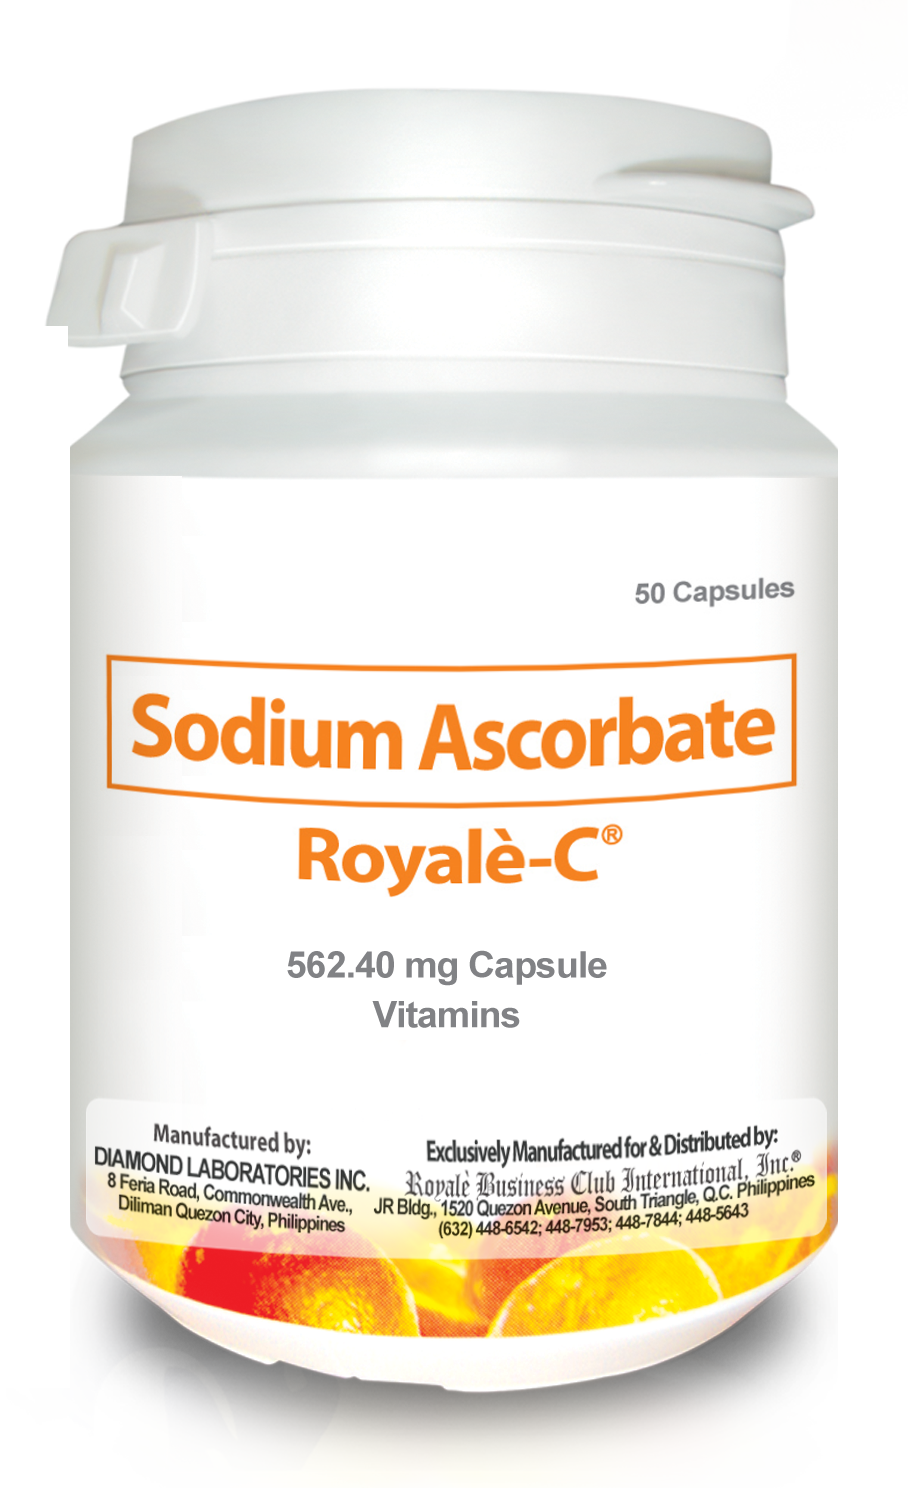 50 Capsules
Sodium Ascorbate
Royalè-C®
562.40 mg Capsule
Vitamins
Manufactured by:
DIAMOND LABORATORIES INC.
8 Feria Road, Commonwealth Ave.,
Diliman Quezon City, Philippines
Exclusively Manufactured for & Distributed by:
Royalè Business Club International, Inc.®
JR Bldg., 1520 Quezon Avenue, South Triangle, Q.C. Philippines
(632) 448-6542; 448-7953; 448-7844; 448-5643